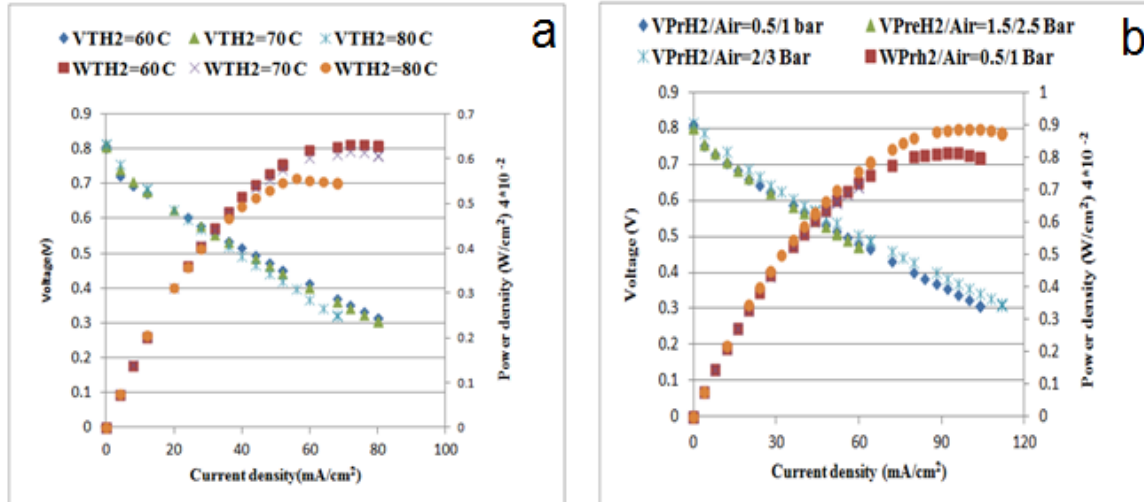 VTH2=60 C VTH2=70 C VTH2=80 C
WTH2=60 C WTH2=70 C WTH2=80 C
a
0.9
0.8
0.7
0.6
0.5
0.4
0.3
0.2
0.1
0
Voltage(V)
0.7
0.6
0.5
0.4
0.3
0.2
0.1
0
Power density (W/cm²) 4*10⁻²
0 20 40 60 80 100
Current density(mA/cm²)
VPrH2/Air=0.5/1 bar VPreH2/Air=1.5/2.5 Bar
VPrH2/Air=2/3 Bar WPrh2/Air=0.5/1 Bar
b
0.9
0.8
0.7
0.6
0.5
0.4
0.3
0.2
0.1
0
Voltage (V)
1
0.9
0.8
0.7
0.6
0.5
0.4
0.3
0.2
0.1
0
Power density (W/cm²) 4*10⁻²
0 30 60 90 120
Current density (mA/cm²)